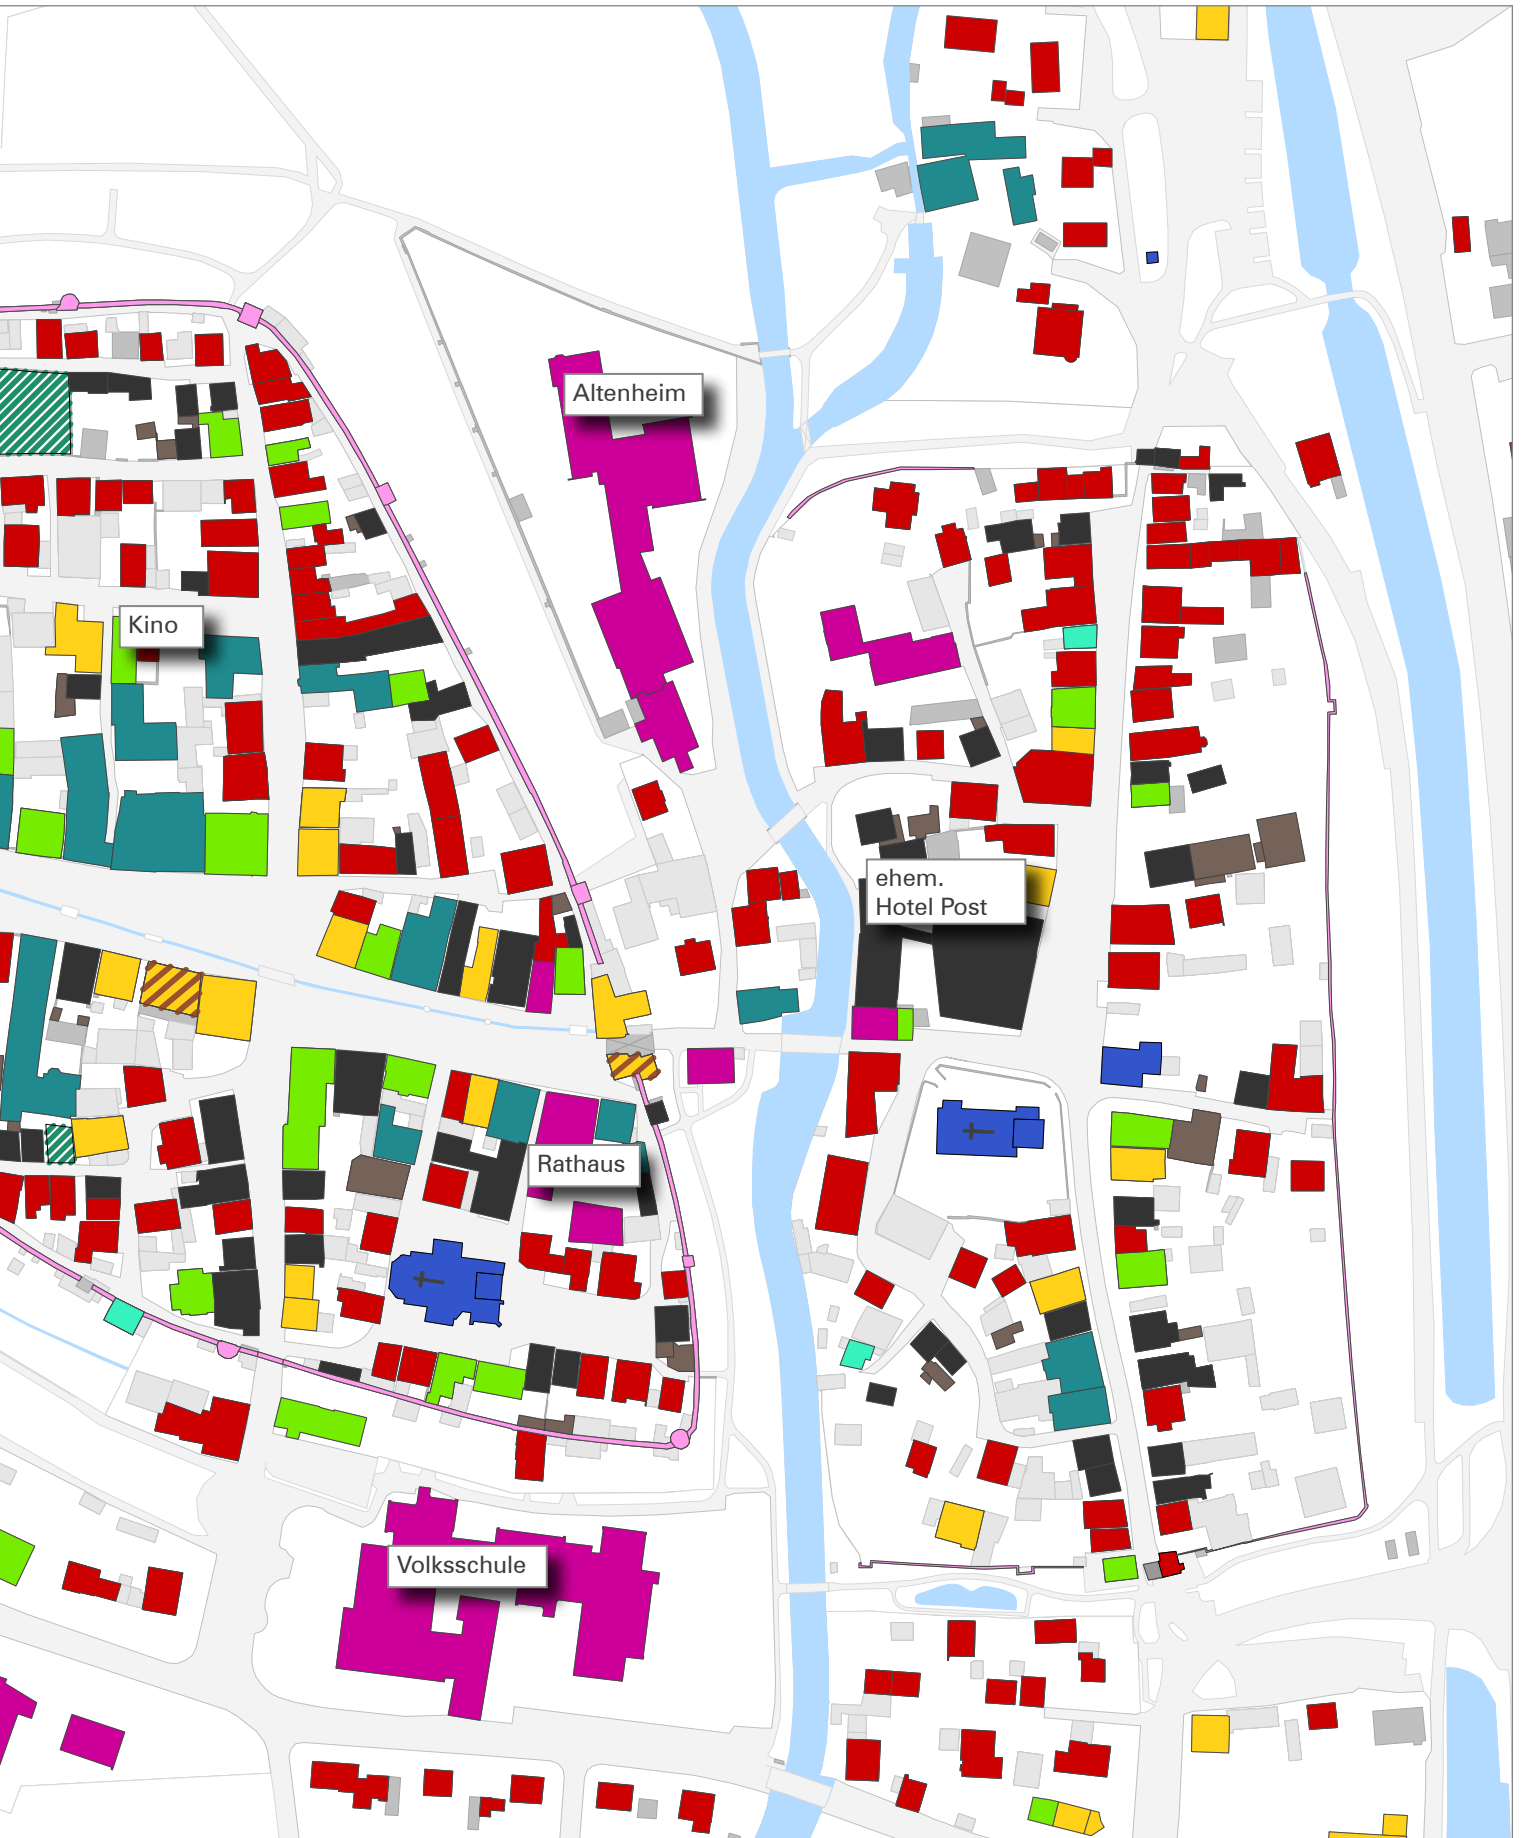 Altenheim
Kino
ehem.
Hotel Post
Rathaus
Volksschule